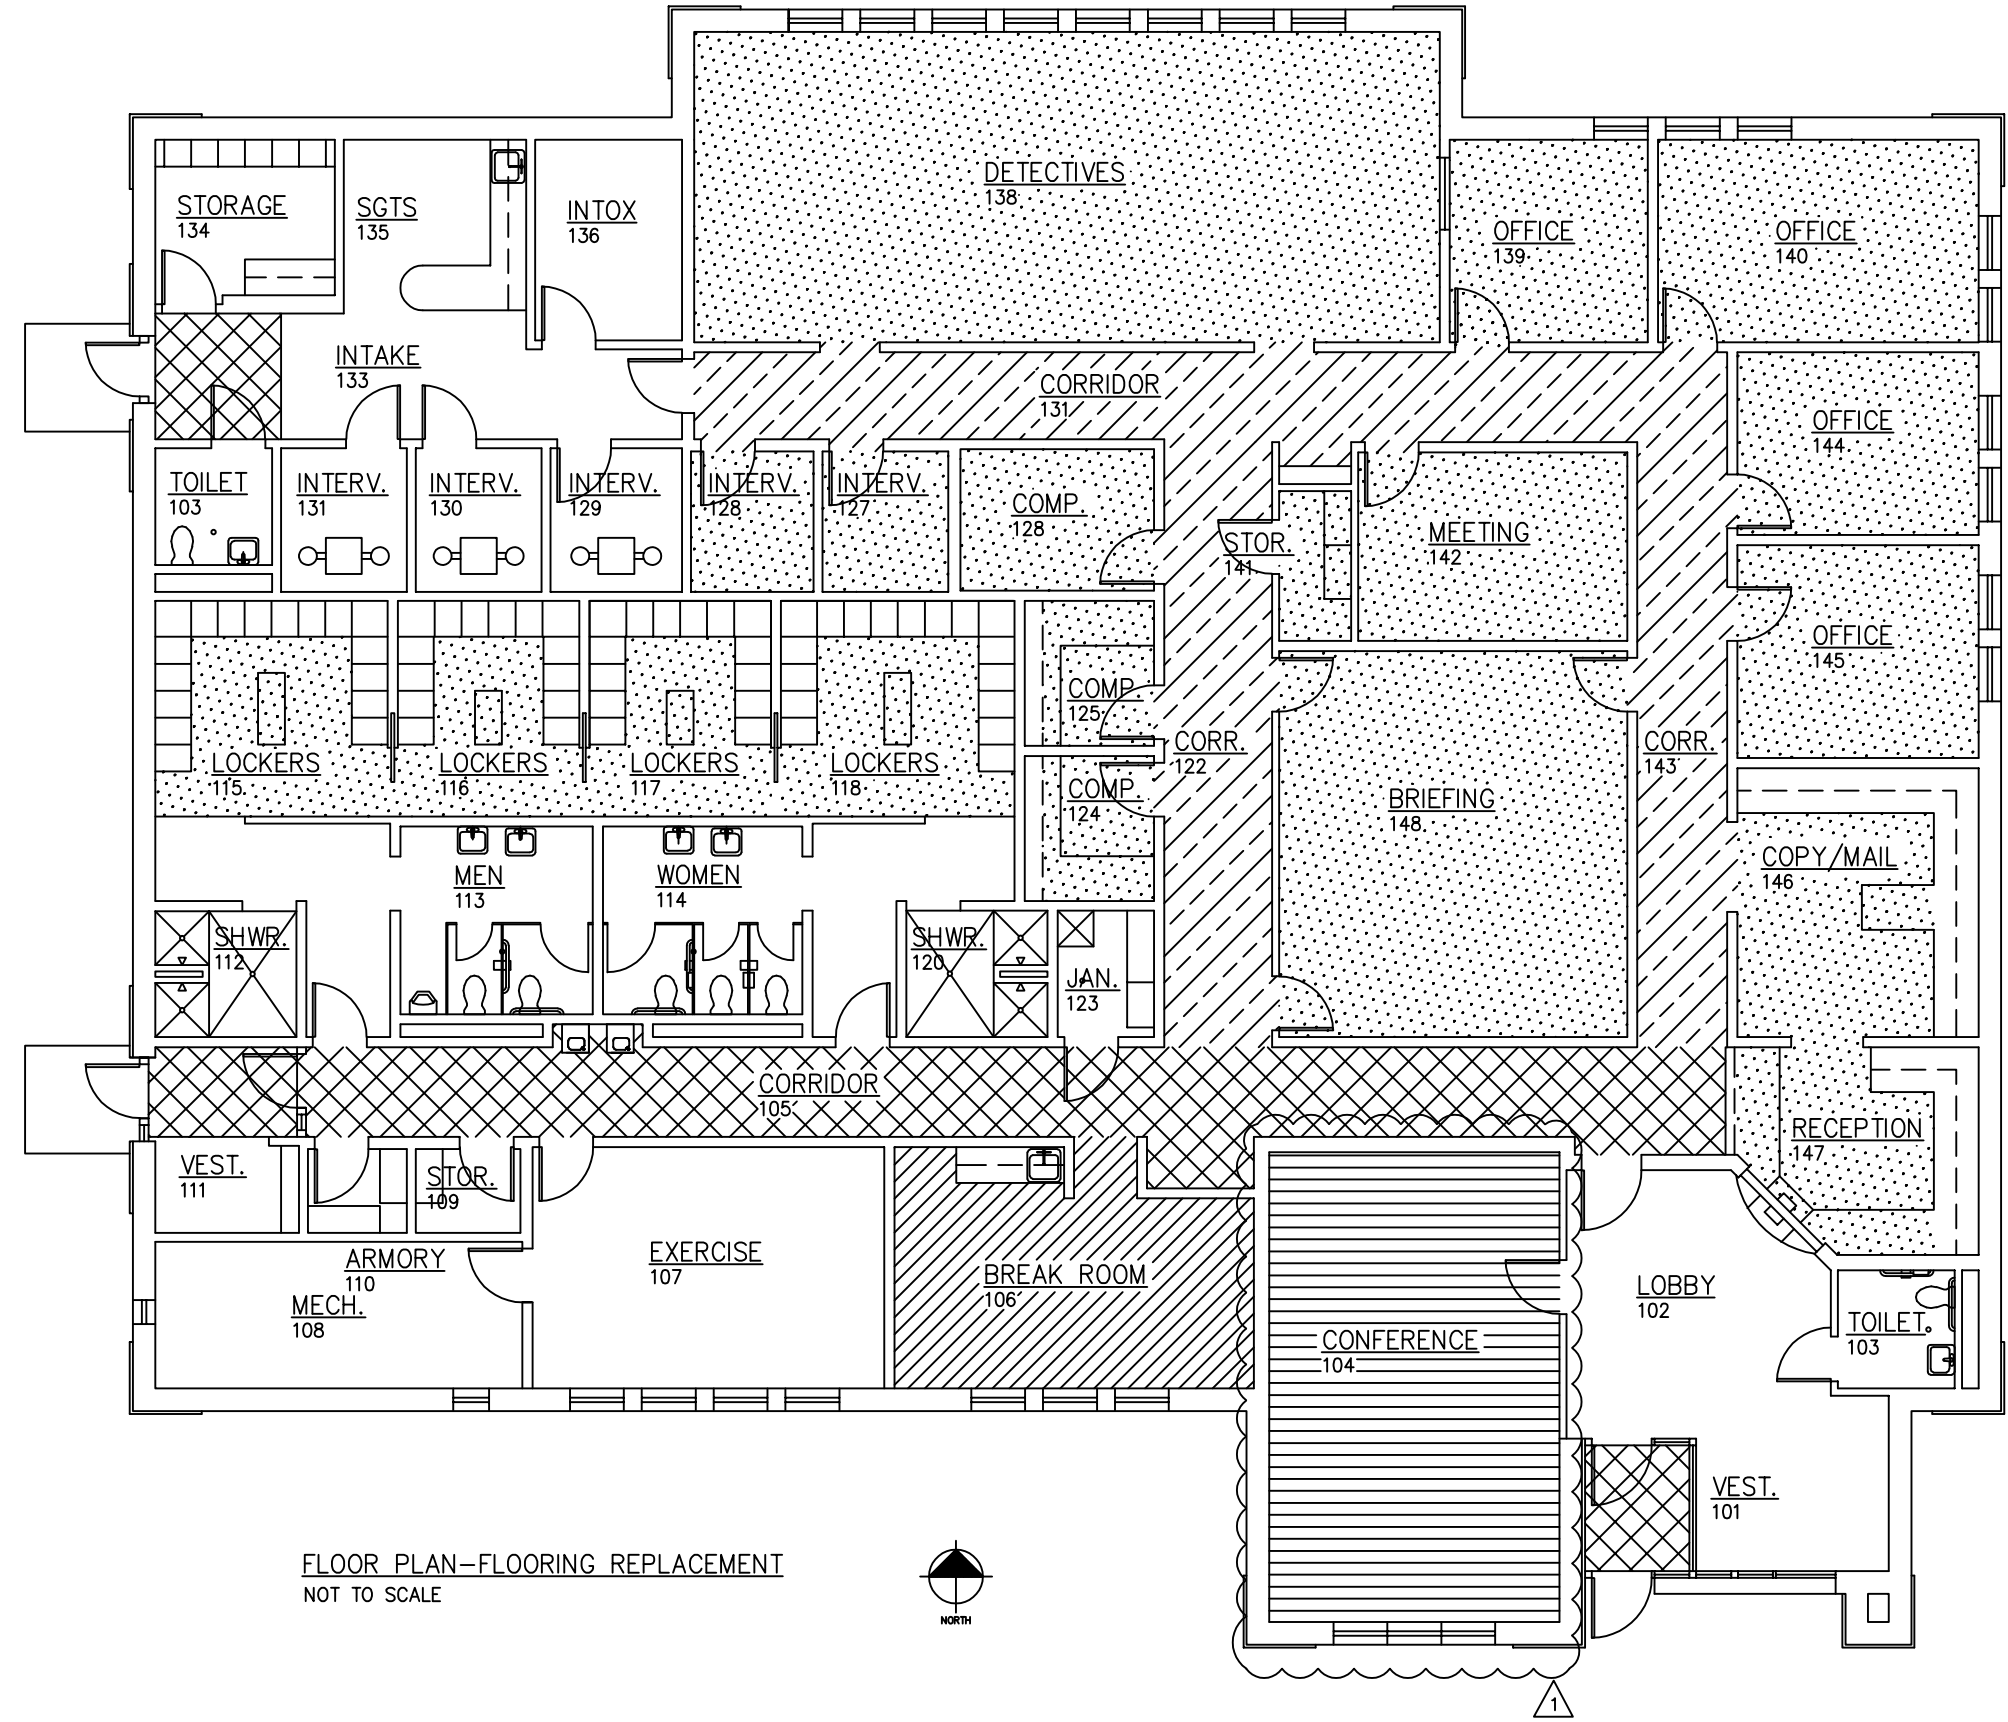 DETECTIVES
138
STORAGE
134
SGTS
135
INTOX
136
OFFICE
139
OFFICE
140
INTAKE
133
CORRIDOR
131
OFFICE
144
TOILET
103
INTERV.
131
INTERV.
130
INTERV.
129
INTERV.
128
INTERV.
127
COMP.
128
STOR.
141
MEETING
142
OFFICE
145
LOCKERS
115
LOCKERS
116
LOCKERS
117
LOCKERS
118
COMP.
125
CORR.
122
CORR.
143
COMP.
124
BRIEFING
148
COPY/MAIL
146
MEN
113
WOMEN
114
SHWR.
112
SHWR.
120
JAN.
123
CORRIDOR
105
RECEPTION
147
VEST.
111
STOR.
109
ARMORY
110
EXERCISE
107
BREAK ROOM
106
MECH.
108
LOBBY
102
TOILET.
103
CONFERENCE
104
VEST.
101
FLOOR PLAN-FLOORING REPLACEMENT
NOT TO SCALE
NORTH
1